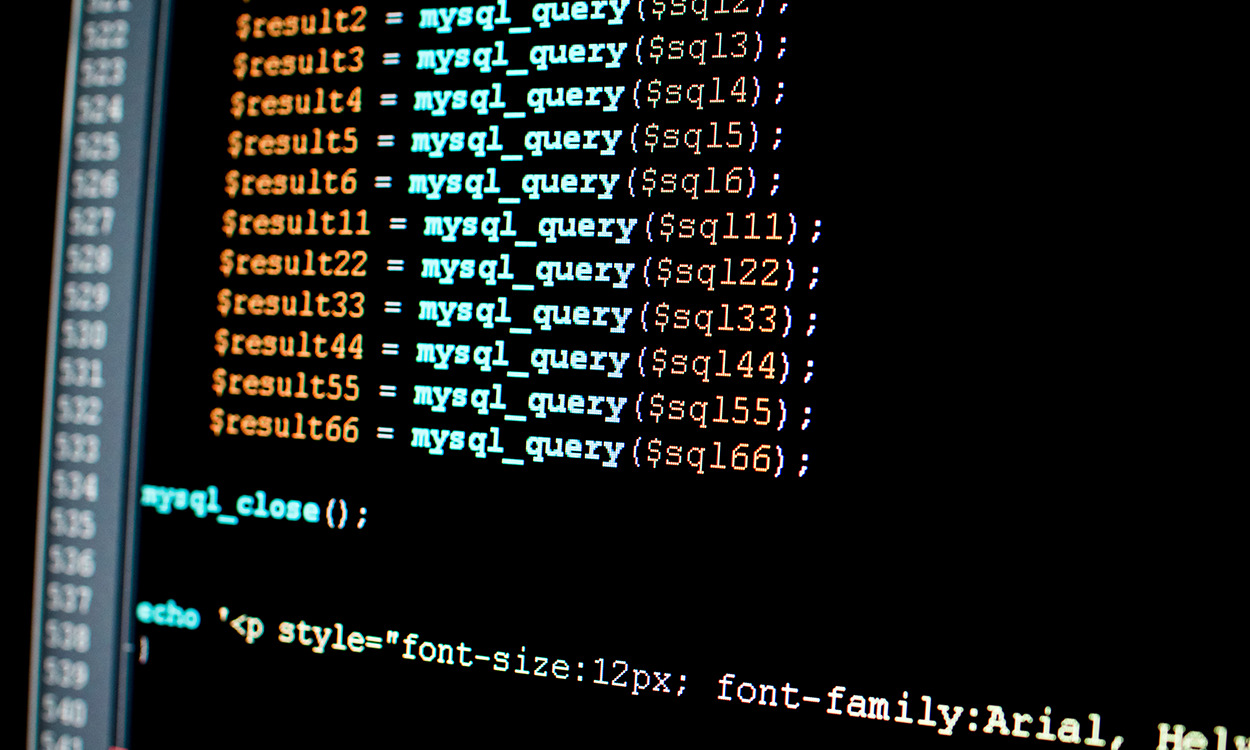 522 $result2 = mysql_query($sql2);
523 $result3 = mysql_query($sql3);
524 $result4 = mysql_query($sql4);
525 $result5 = mysql_query($sql5);
526 $result6 = mysql_query($sql6);
527 $result11 = mysql_query($sql11);
528 $result22 = mysql_query($sql22);
529 $result33 = mysql_query($sql33);
530 $result44 = mysql_query($sql44);
531 $result55 = mysql_query($sql55);
532 $result66 = mysql_query($sql66);
533
534 mysql_close();
535
536
537 echo '<p style="font-size:12px; font-family:Arial,
538 }
539
540
541